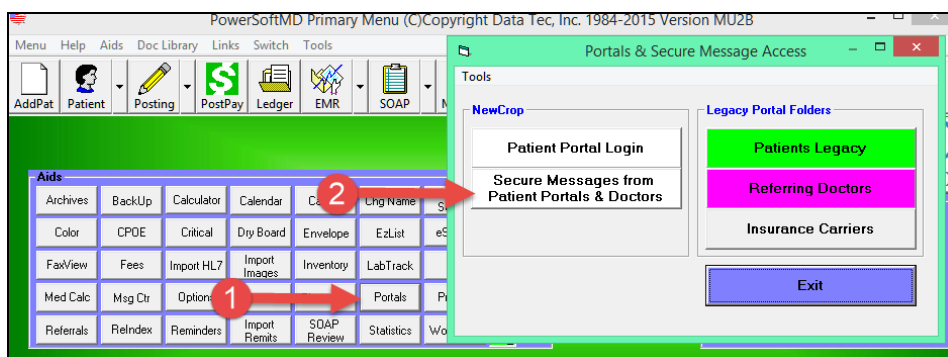 PowerSoftMD Primary Menu (C)Copyright Data Tec, Inc. 1984-2015 Version MU2B
Menu Help Aids Doc Library Links Switch Tools
AddPat Patient Posting PostPay Ledger EMR SOAP
Portals & Secure Message Access
Tools
NewCrop
Patient Portal Login
Secure Messages from
Patient Portals & Doctors
Legacy Portal Folders
Patients Legacy
Referring Doctors
Insurance Carriers
Exit
Aids
Archives BackUp Calculator Calendar 2 Chg Name
Color CPOE Critical Dry Board Envelope EzList
FaxView Fees Import HL7 Import
Images Inventory LabTrack
Med Calc Msg Ctr 1 Portals
Referrals ReIndex Reminders Import
Remits SOAP
Review Statistics